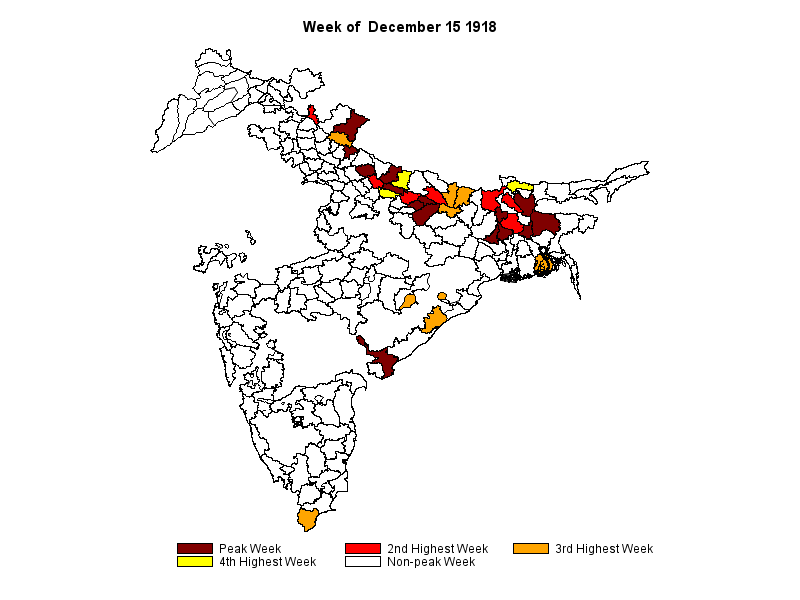 Week of December 15 1918
Peak Week 2nd Highest Week 3rd Highest Week
4th Highest Week Non-peak Week